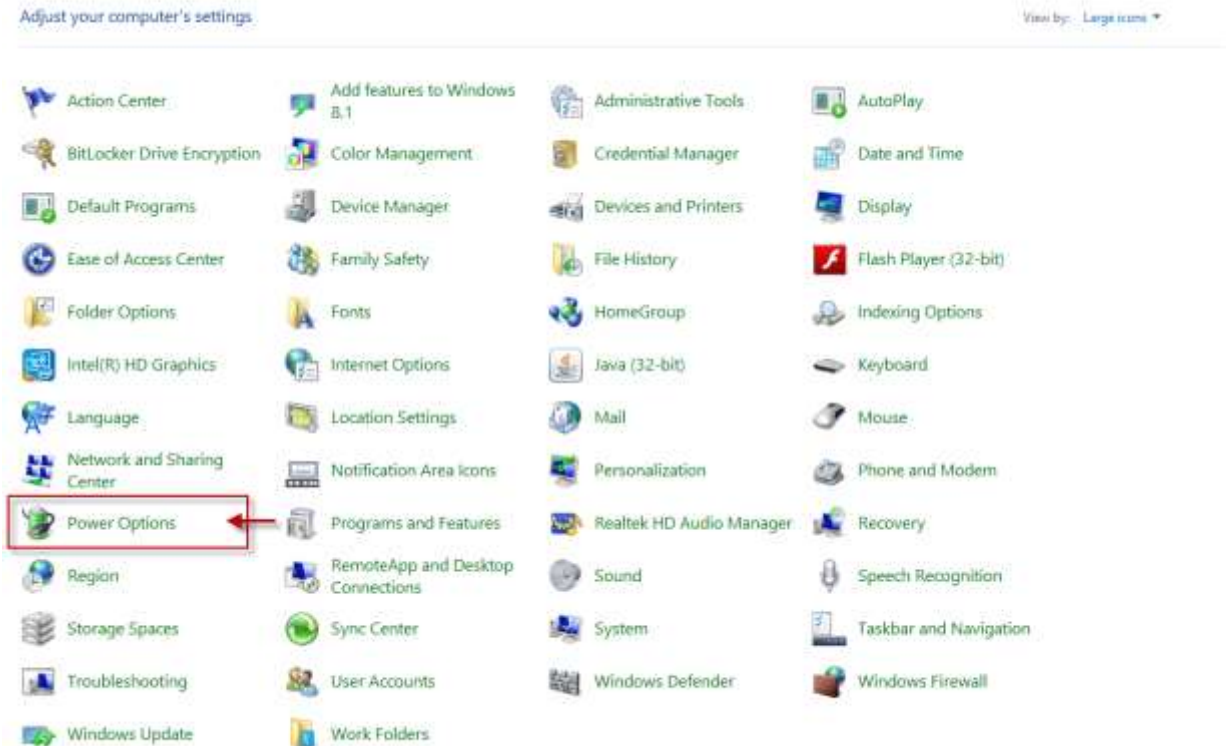 Adjust your computer's settings
View by: Large icons
Action Center
Add features to Windows
8.1
Administrative Tools
AutoPlay
BitLocker Drive Encryption
Color Management
Credential Manager
Date and Time
Default Programs
Device Manager
Devices and Printers
Display
Ease of Access Center
Family Safety
File History
Flash Player (32-bit)
Folder Options
Fonts
HomeGroup
Indexing Options
Intel(R) HD Graphics
Internet Options
Java (32-bit)
Keyboard
Language
Location Settings
Mail
Mouse
Network and Sharing
Center
Notification Area Icons
Personalization
Phone and Modem
Power Options
Programs and Features
Realtek HD Audio Manager
Recovery
Region
RemoteApp and Desktop
Connections
Sound
Speech Recognition
Storage Spaces
Sync Center
System
Taskbar and Navigation
Troubleshooting
User Accounts
Windows Defender
Windows Firewall
Windows Update
Work Folders